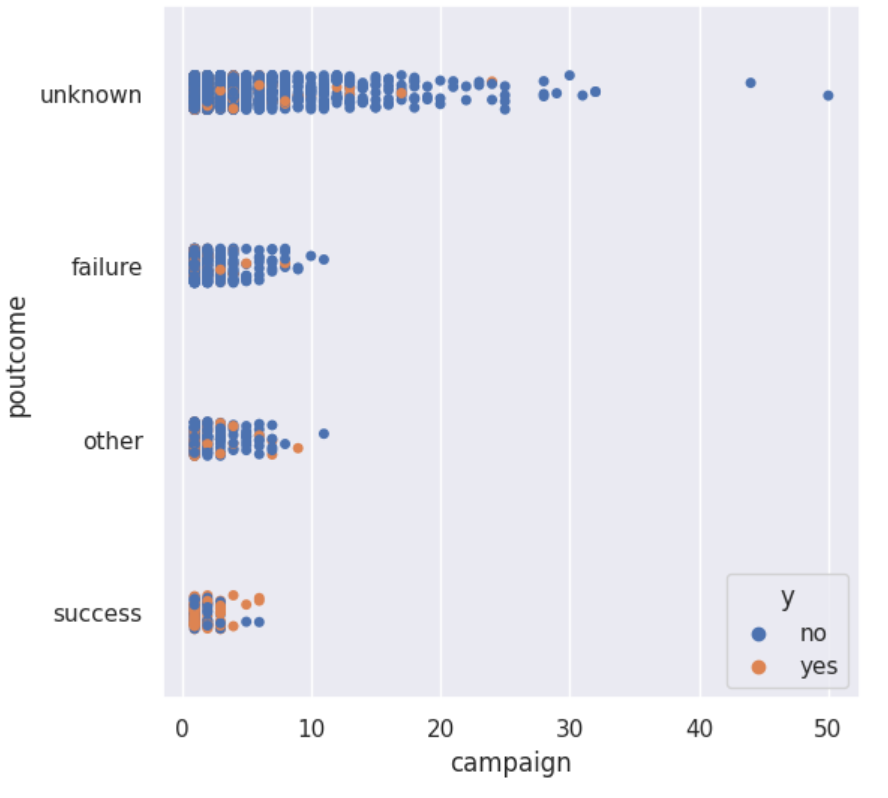 unknown
failure
other
success
poutcome
y
no
yes
0 10 20 30 40 50
campaign